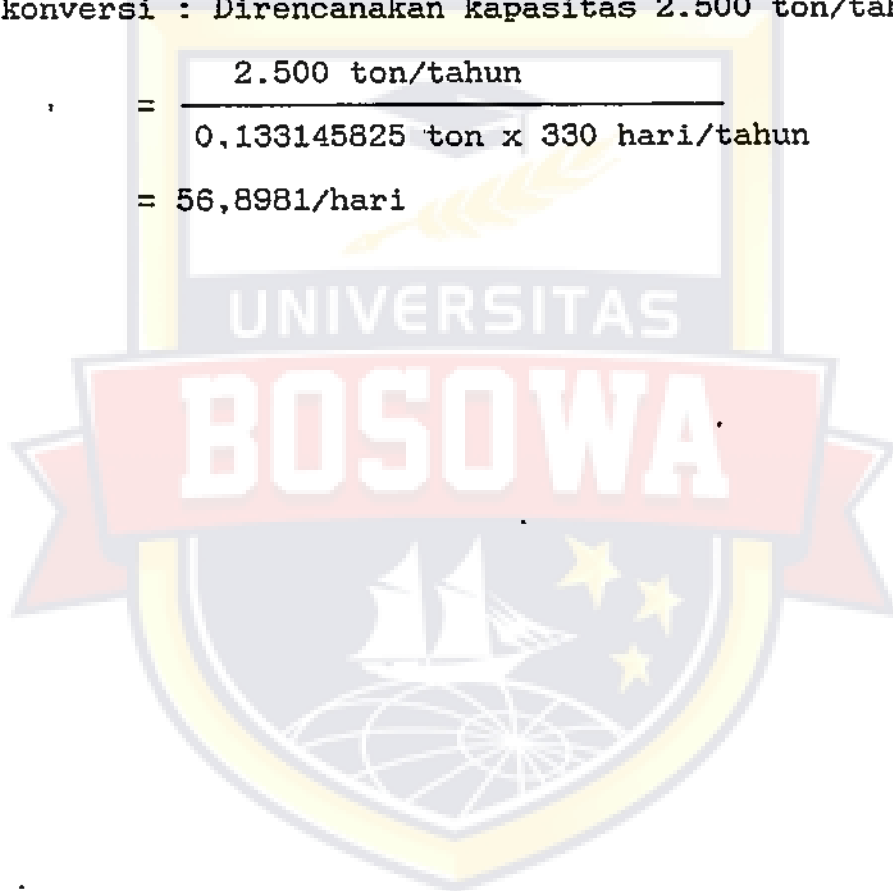 konversi : Direncanakan kapasitas 2.500 ton/tah
2.500 ton/tahun
=
0,133145825 ton x 330 hari/tahun
= 56,8981/hari
UNIVERSITAS
BOSOWA